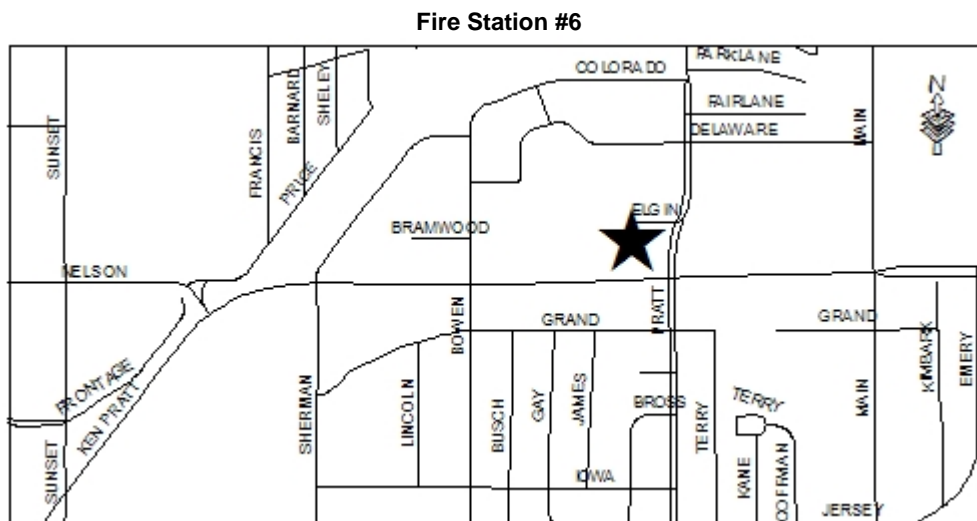 Fire Station #6
PARKLANE
COLORADO
N
SUNSET
FRANCIS
BARNARD
SHELEY
FAIRLANE
DELAWARE
MAIN
PRICE
ELGIN
BRAMWOOD
NELSON
PRATT
BOWEN
GRAND
GRAND
KIMBARK
EMERY
FRONTAGE
KEN PRATT
SHERMAN
LINCOLN
BUSCH
GAY
JAMES
BROSS
TERRY
TERRY
MAIN
SUNSET
IOWA
KANE
COFFMAN
JERSEY